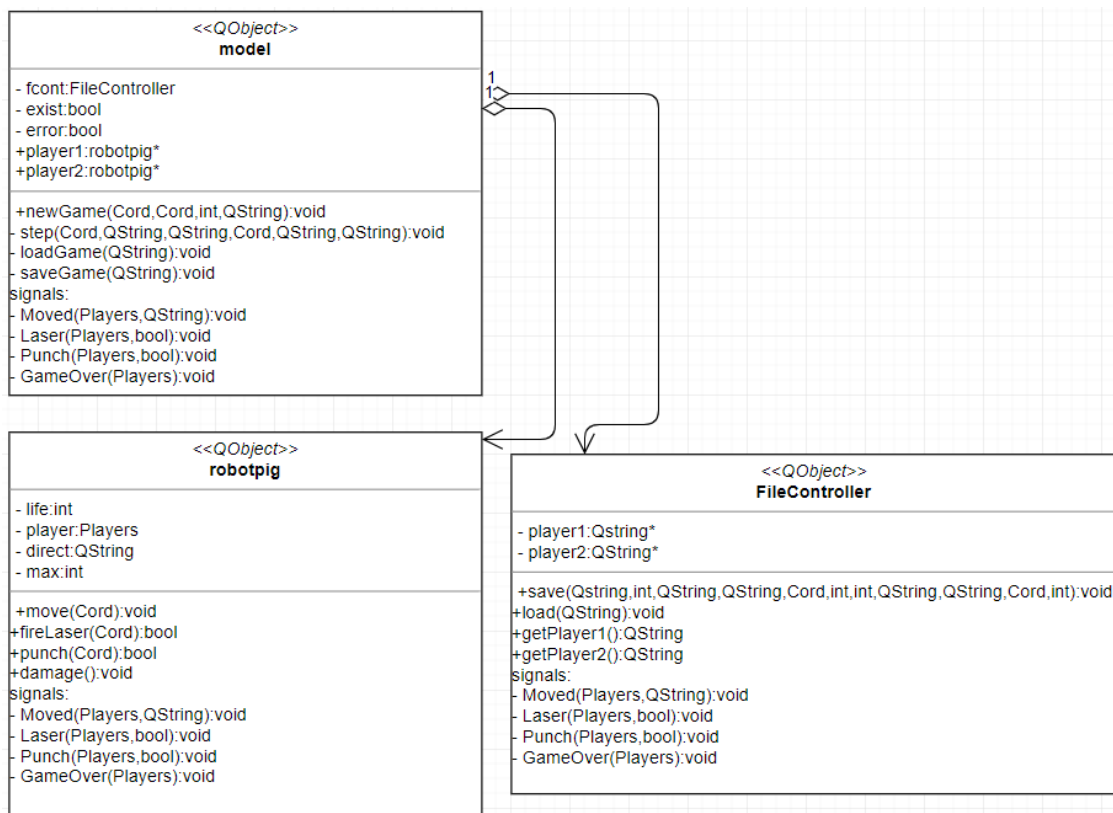 <<QObject>>
model
- fcont:FileController
- exist:bool
- error:bool
+player1:robotpig*
+player2:robotpig*
+newGame(Cord,Cord,int,QString):void
- step(Cord,QString,QString,Cord,QString,QString):void
- loadGame(QString):void
- saveGame(QString):void
signals:
- Moved(Players,QString):void
- Laser(Players,bool):void
- Punch(Players,bool):void
- GameOver(Players):void
1
1
<<QObject>>
robotpig
- life:int
- player:Players
- direct:QString
- max:int
+move(Cord):void
+fireLaser(Cord):bool
+punch(Cord):bool
+damage():void
signals:
- Moved(Players,QString):void
- Laser(Players,bool):void
- Punch(Players,bool):void
- GameOver(Players):void
<<QObject>>
FileController
- player1:Qstring*
- player2:QString*
+save(Qstring,int,QString,QString,Cord,int,int,QString,QString,Cord,int):void
+load(QString):void
+getPlayer1():QString
+getPlayer2():QString
signals:
- Moved(Players,QString):void
- Laser(Players,bool):void
- Punch(Players,bool):void
- GameOver(Players):void